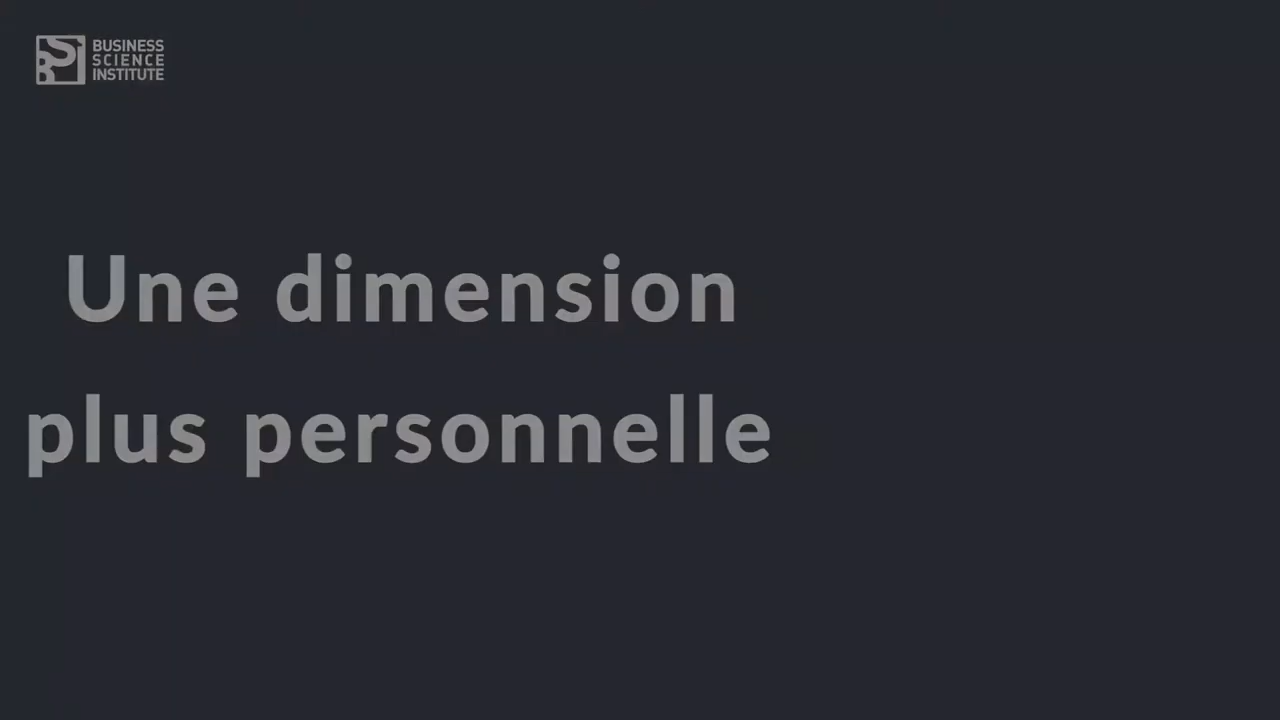 BUSINESS
SCIENCE
INSTITUTE
Une dimension
plus personnelle